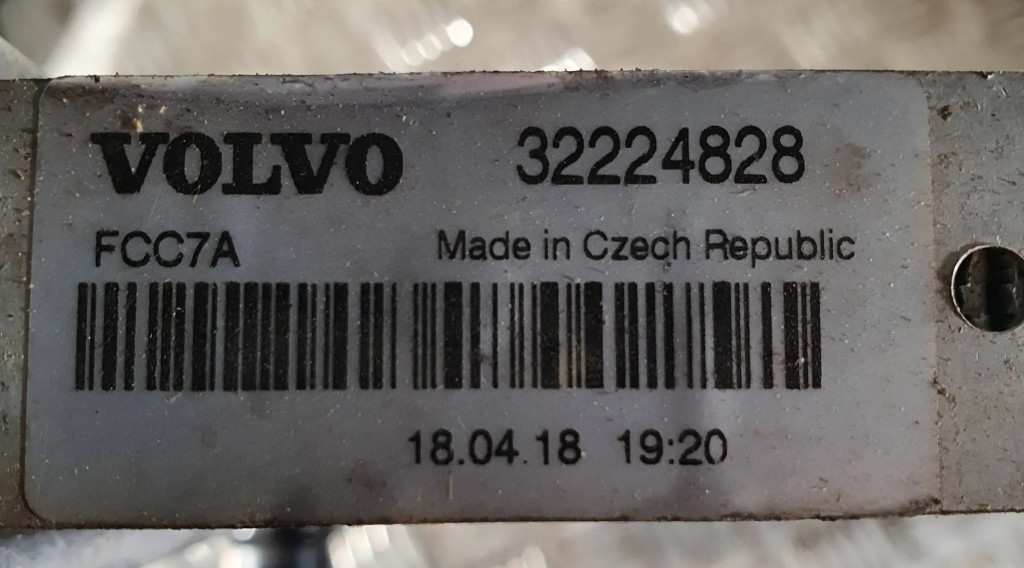 VOLVO 32224828
FCC7A Made in Czech Republic
18.04.18 19:20